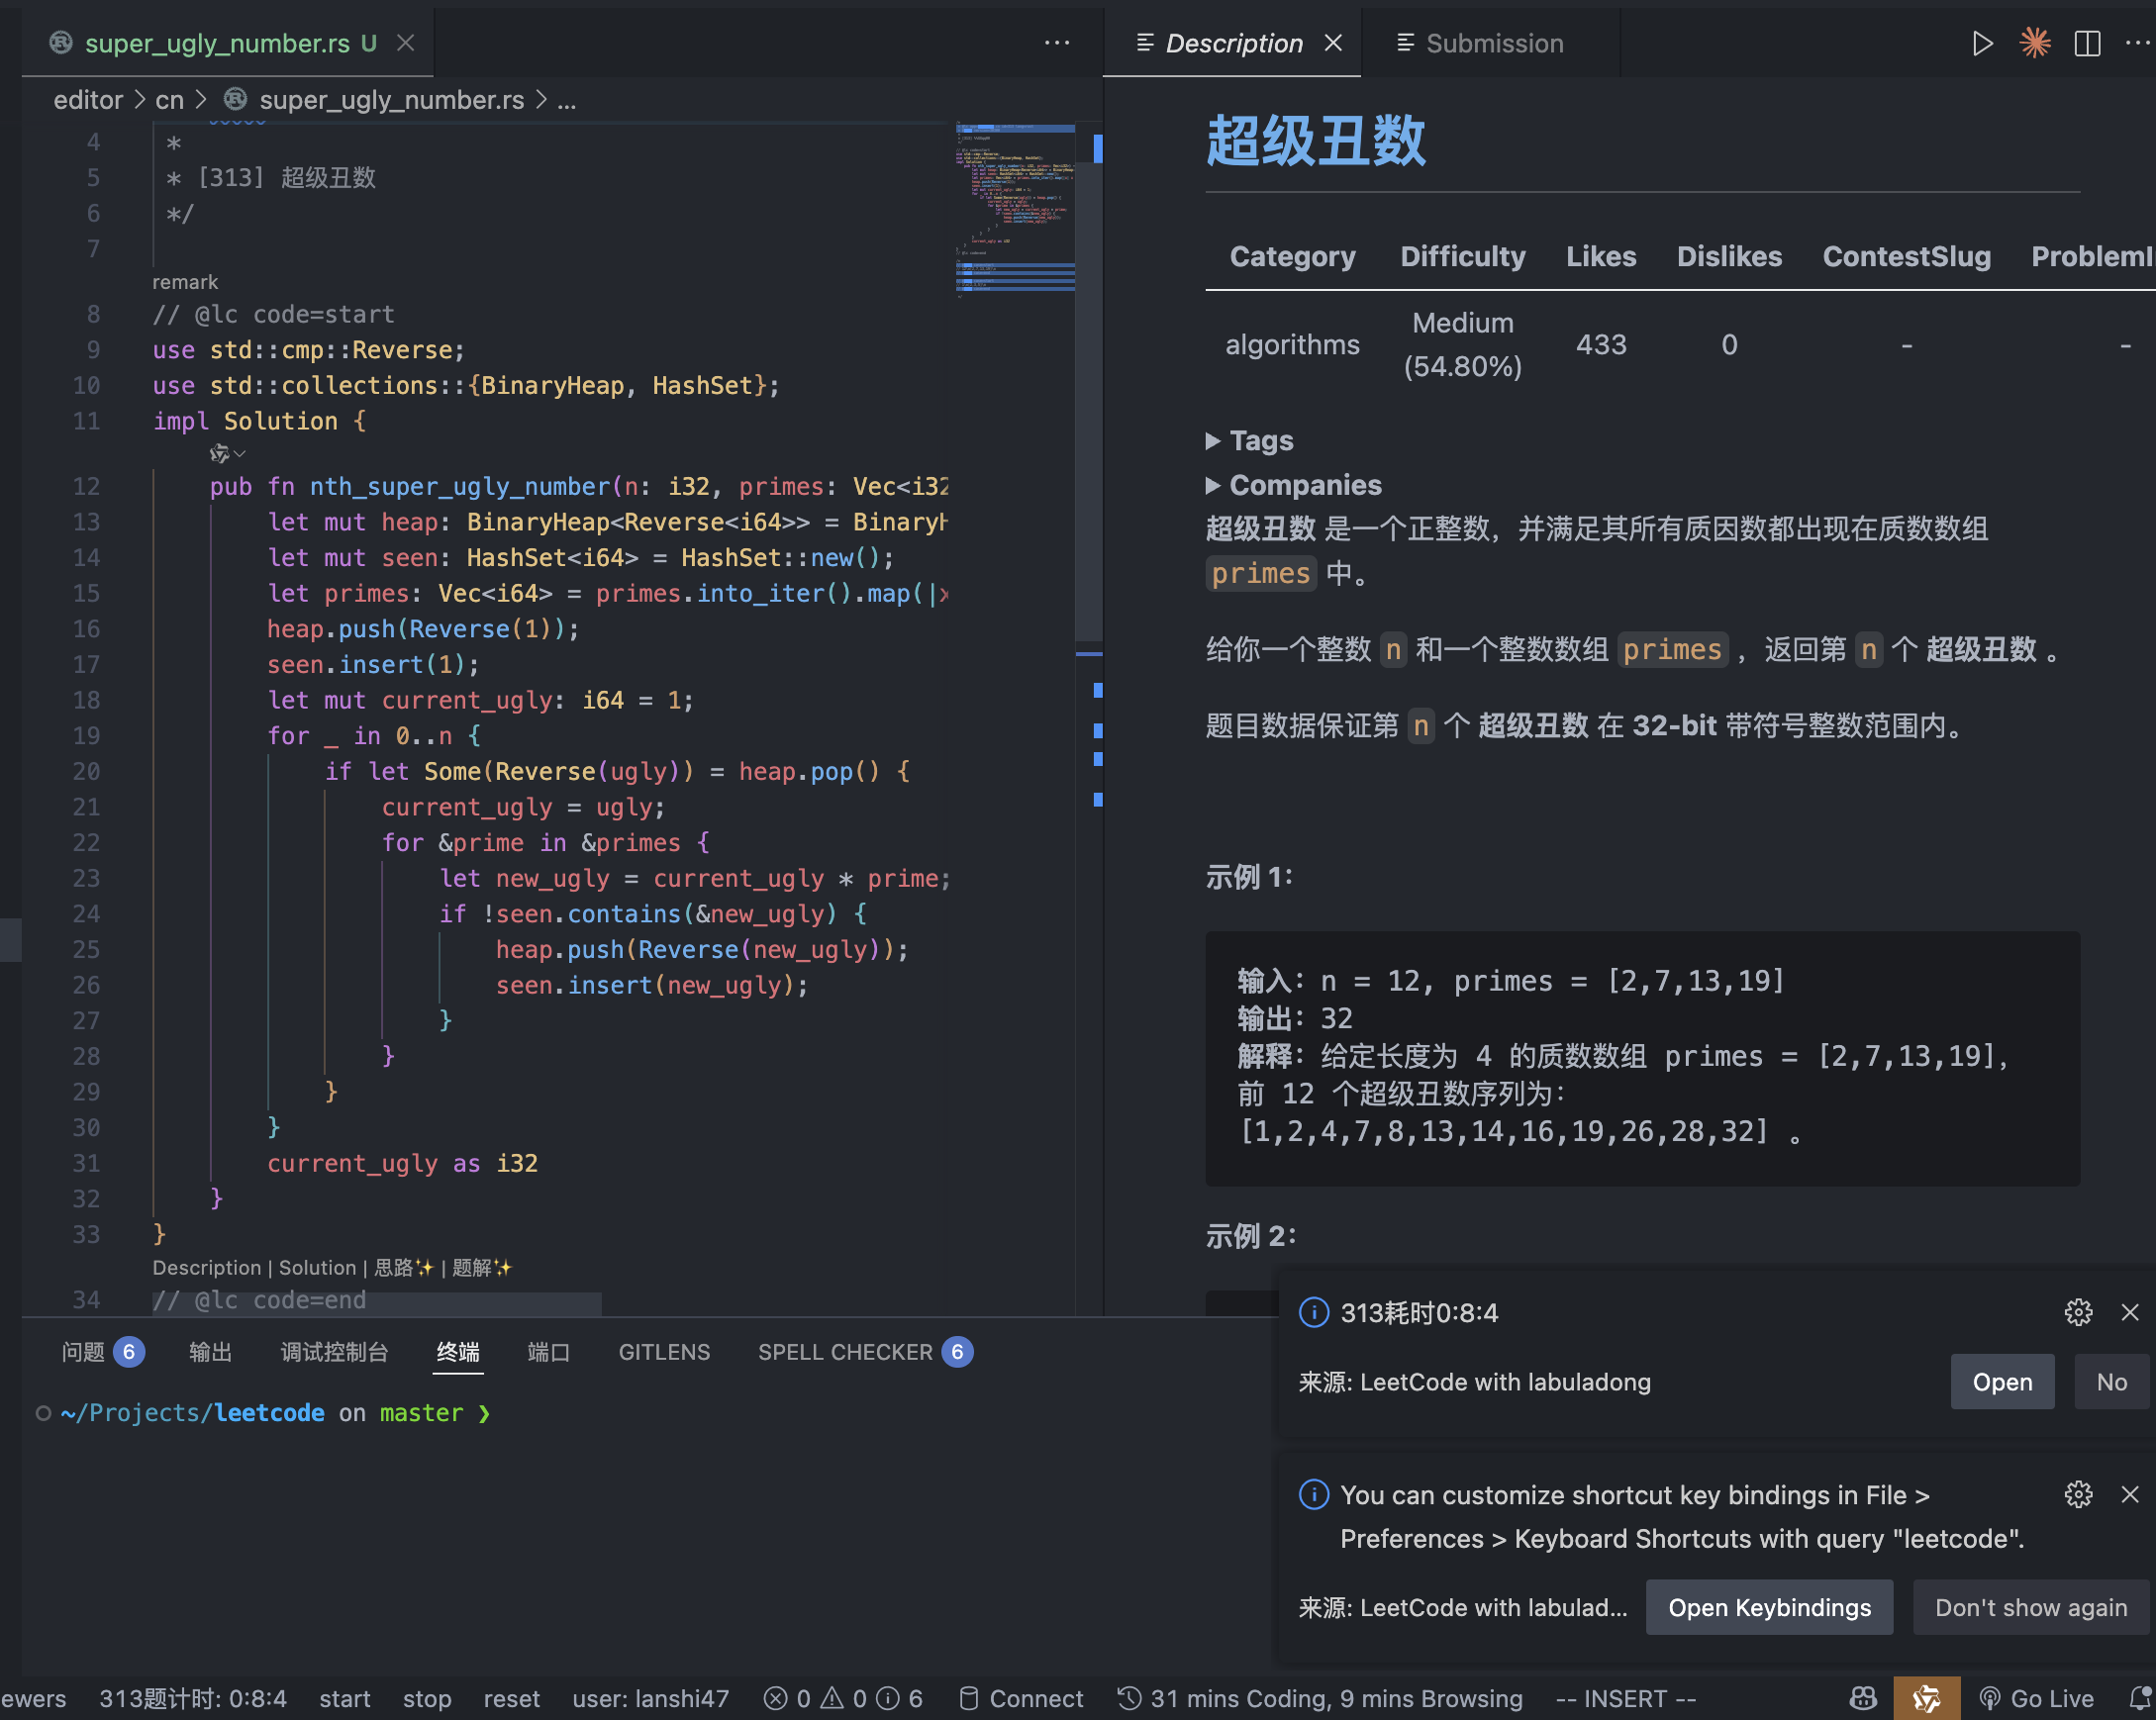 super_ugly_number.rs U
editor > cn > super_ugly_number.rs > ...
4 *
5 * [313] 超级丑数
6 */
7
remark
8 // @lc code=start
9 use std::cmp::Reverse;
10 use std::collections::{BinaryHeap, HashSet};
11 impl Solution {
12 pub fn nth_super_ugly_number(n: i32, primes: Vec<i32
13 let mut heap: BinaryHeap<Reverse<i64>> = BinaryH
14 let mut seen: HashSet<i64> = HashSet::new();
15 let primes: Vec<i64> = primes.into_iter().map(|x
16 heap.push(Reverse(1));
17 seen.insert(1);
18 let mut current_ugly: i64 = 1;
19 for _ in 0..n {
20 if let Some(Reverse(ugly)) = heap.pop() {
21 current_ugly = ugly;
22 for &prime in &primes {
23 let new_ugly = current_ugly * prime;
24 if !seen.contains(&new_ugly) {
25 heap.push(Reverse(new_ugly));
26 seen.insert(new_ugly);
27 }
28 }
29 }
30 }
31 current_ugly as i32
32 }
33 }
Description | Solution | 思路✨ | 题解✨
34 // @lc code=end
Description Submission
超级丑数
Category Difficulty Likes Dislikes ContestSlug ProblemI
algorithms Medium (54.80%) 433 0 - -
Tags
Companies
超级丑数 是一个正整数，并满足其所有质因数都出现在质数数组
primes 中。
给你一个整数 n 和一个整数数组 primes ，返回第 n 个 超级丑数 。
题目数据保证第 n 个 超级丑数 在 32-bit 带符号整数范围内。
示例 1：
输入：n = 12, primes = [2,7,13,19]
输出：32
解释：给定长度为 4 的质数数组 primes = [2,7,13,19]，
前 12 个超级丑数序列为：
[1,2,4,7,8,13,14,16,19,26,28,32] 。
示例 2：
问题 6 输出 调试控制台 终端 端口 GITLENS SPELL CHECKER 6
~/Projects/leetcode on master ❯
313耗时0:8:4
来源: LeetCode with labuladong Open No
You can customize shortcut key bindings in File >
Preferences > Keyboard Shortcuts with query "leetcode".
来源: LeetCode with labulad... Open Keybindings Don't show again
ewers 313题计时: 0:8:4 start stop reset user: lanshi47 0 0 6 Connect 31 mins Coding, 9 mins Browsing -- INSERT -- Go Live